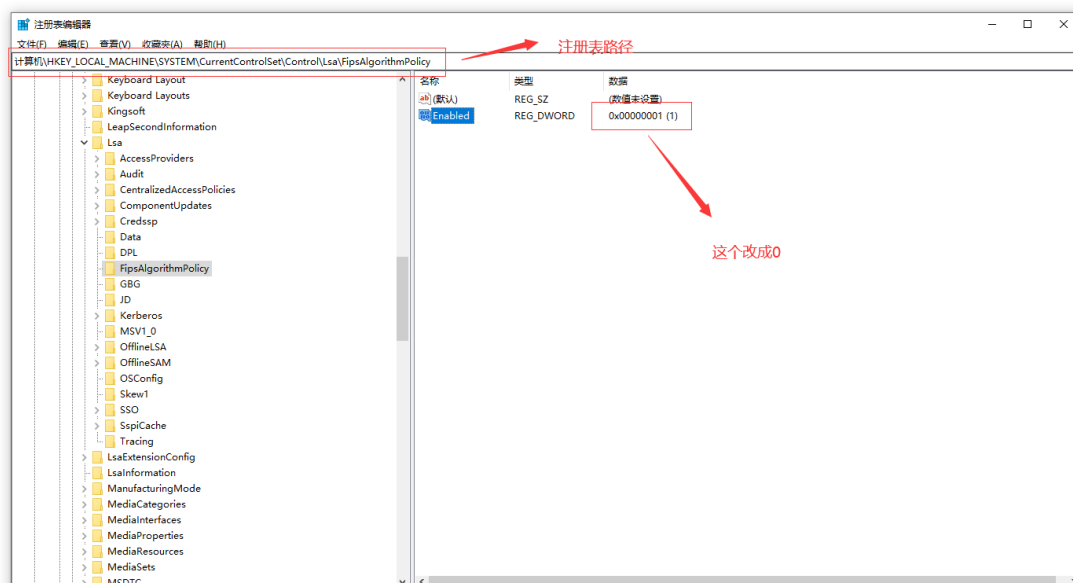 注册表编辑器
文件(F) 编辑(E) 查看(V) 收藏夹(A) 帮助(H)
注册表路径
计算机\HKEY_LOCAL_MACHINE\SYSTEM\CurrentControlSet\Control\Lsa\FipsAlgorithmPolicy
Keyboard Layout
Keyboard Layouts
Kingsoft
LeapSecondInformation
Lsa
AccessProviders
Audit
CentralizedAccessPolicies
ComponentUpdates
Credssp
Data
DPL
FipsAlgorithmPolicy
GBG
JD
Kerberos
MSV1_0
OfflineLSA
OfflineSAM
OSConfig
Skew1
SSO
SspiCache
Tracing
LsaExtensionConfig
LsaInformation
ManufacturingMode
MediaCategories
MediaInterfaces
MediaProperties
MediaResources
MediaSets
MSDTC
名称 类型 数据
ab (默认) REG_SZ (数值未设置)
Enabled REG_DWORD 0x00000001 (1)
这个改成0